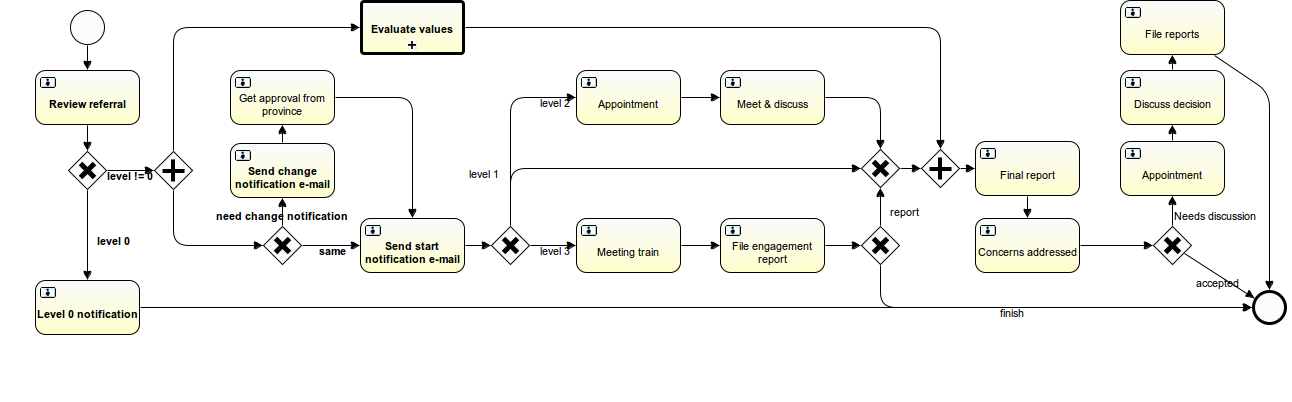 Evaluate values
File reports
Review referral
Get approval from
province
level 2
Appointment
Meet & discuss
Discuss decision
level != 0
Send change
notification e-mail
level 1
Final report
Appointment
need change notification
report
Needs discussion
level 0
same
Send start
notification e-mail
level 3
Meeting train
File engagement
report
Concerns addressed
accepted
Level 0 notification
finish